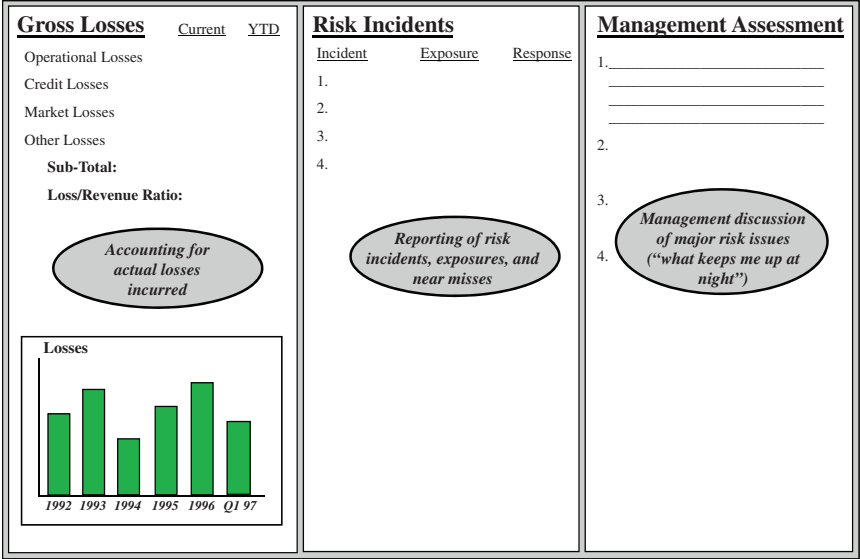 Gross Losses Current YTD
Operational Losses
Credit Losses
Market Losses
Other Losses
Sub-Total:
Loss/Revenue Ratio:
Accounting for
actual losses
incurred
Losses
1992 1993 1994 1995 1996 Q1 97
Risk Incidents
Incident Exposure Response
1.
2.
3.
4.
Reporting of risk
incidents, exposures, and
near misses
Management Assessment
1.
2.
3.
4.
Management discussion
of major risk issues
(“what keeps me up at
night”)